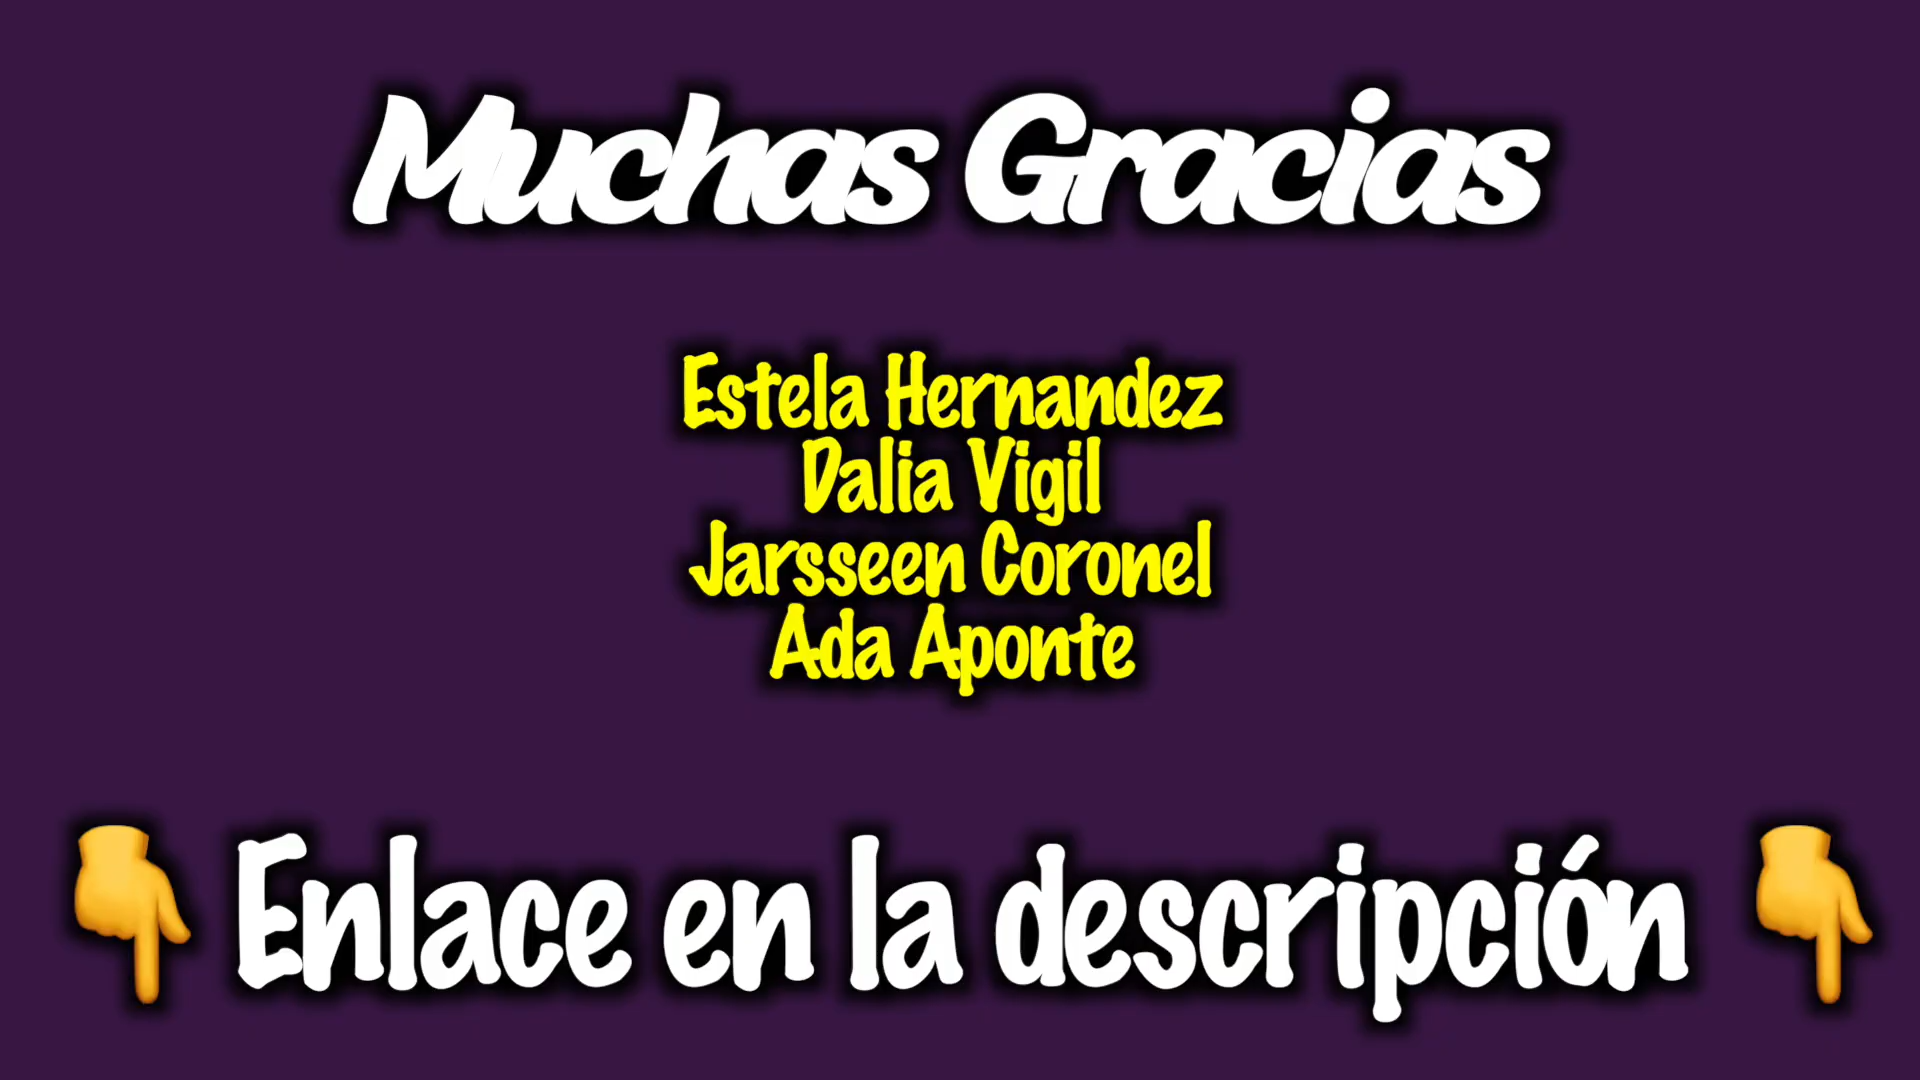 Muchas Gracias
Estela Hernandez
Dalia Vigil
Jarsseen Coronel
Ada Aponte
👇 Enlace en la descripción 👇